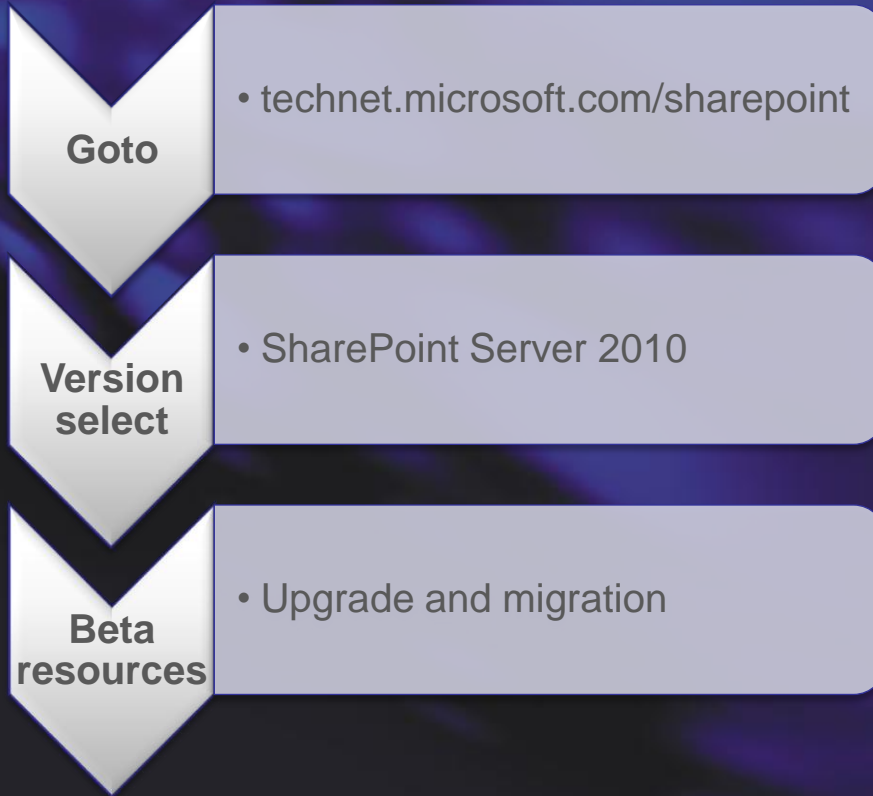 Goto
• technet.microsoft.com/sharepoint
Version
select
• SharePoint Server 2010
Beta
resources
• Upgrade and migration